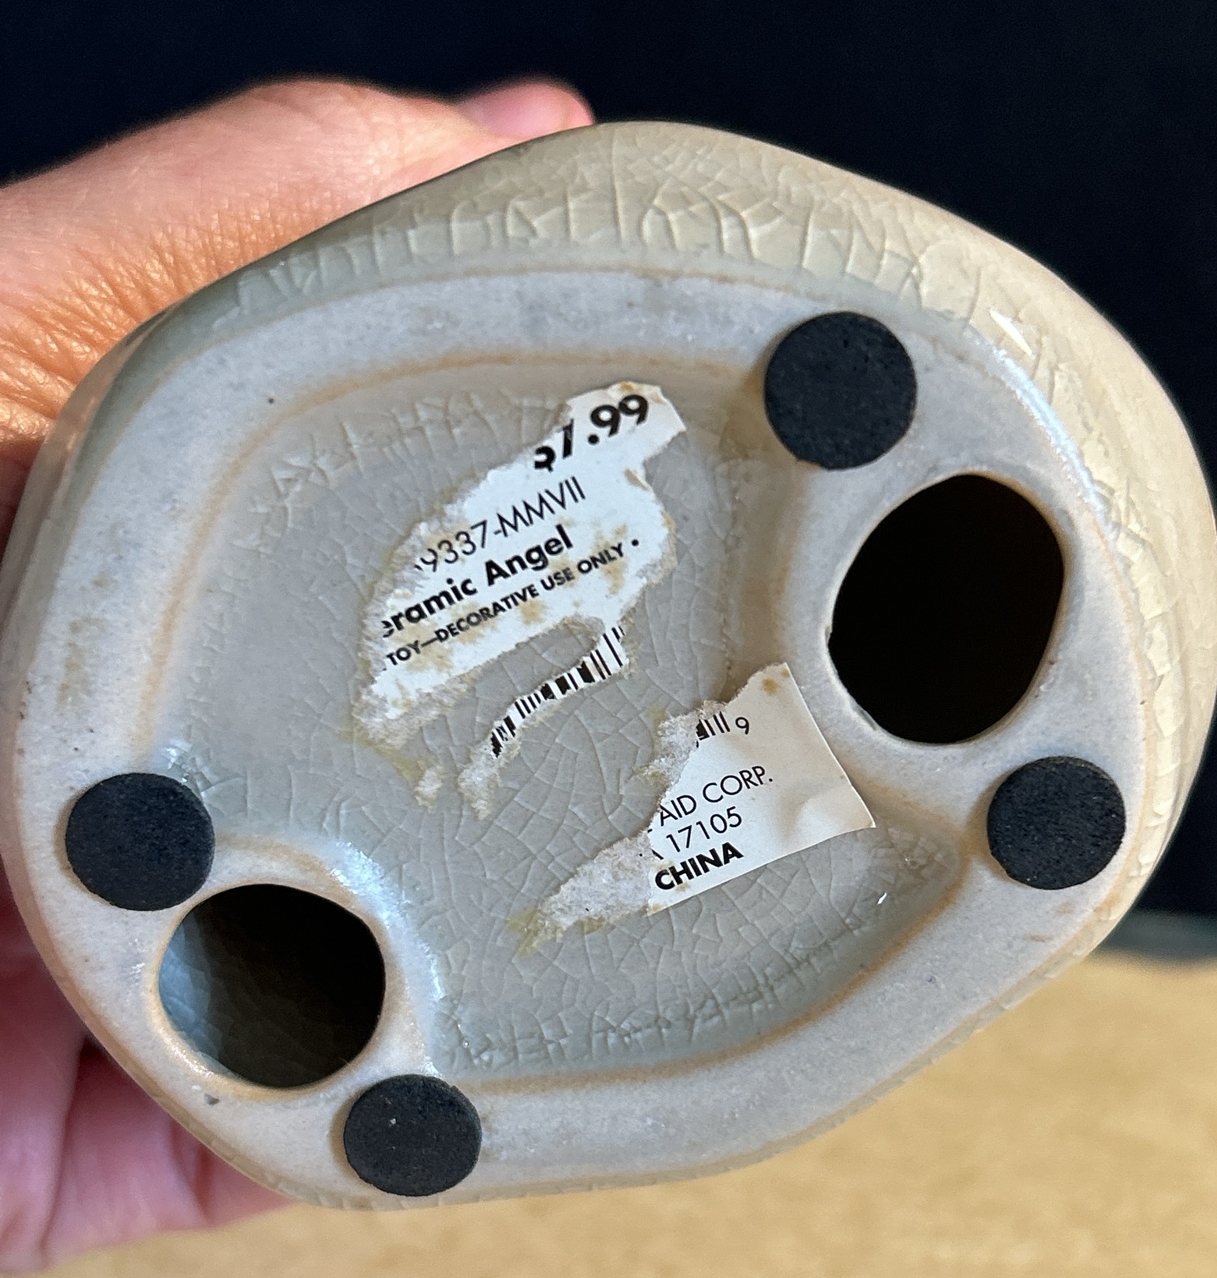 $7.99
9337-MMVII
eramic Angel
TOY—DECORATIVE USE ONLY •
9
AID CORP.
17105
CHINA